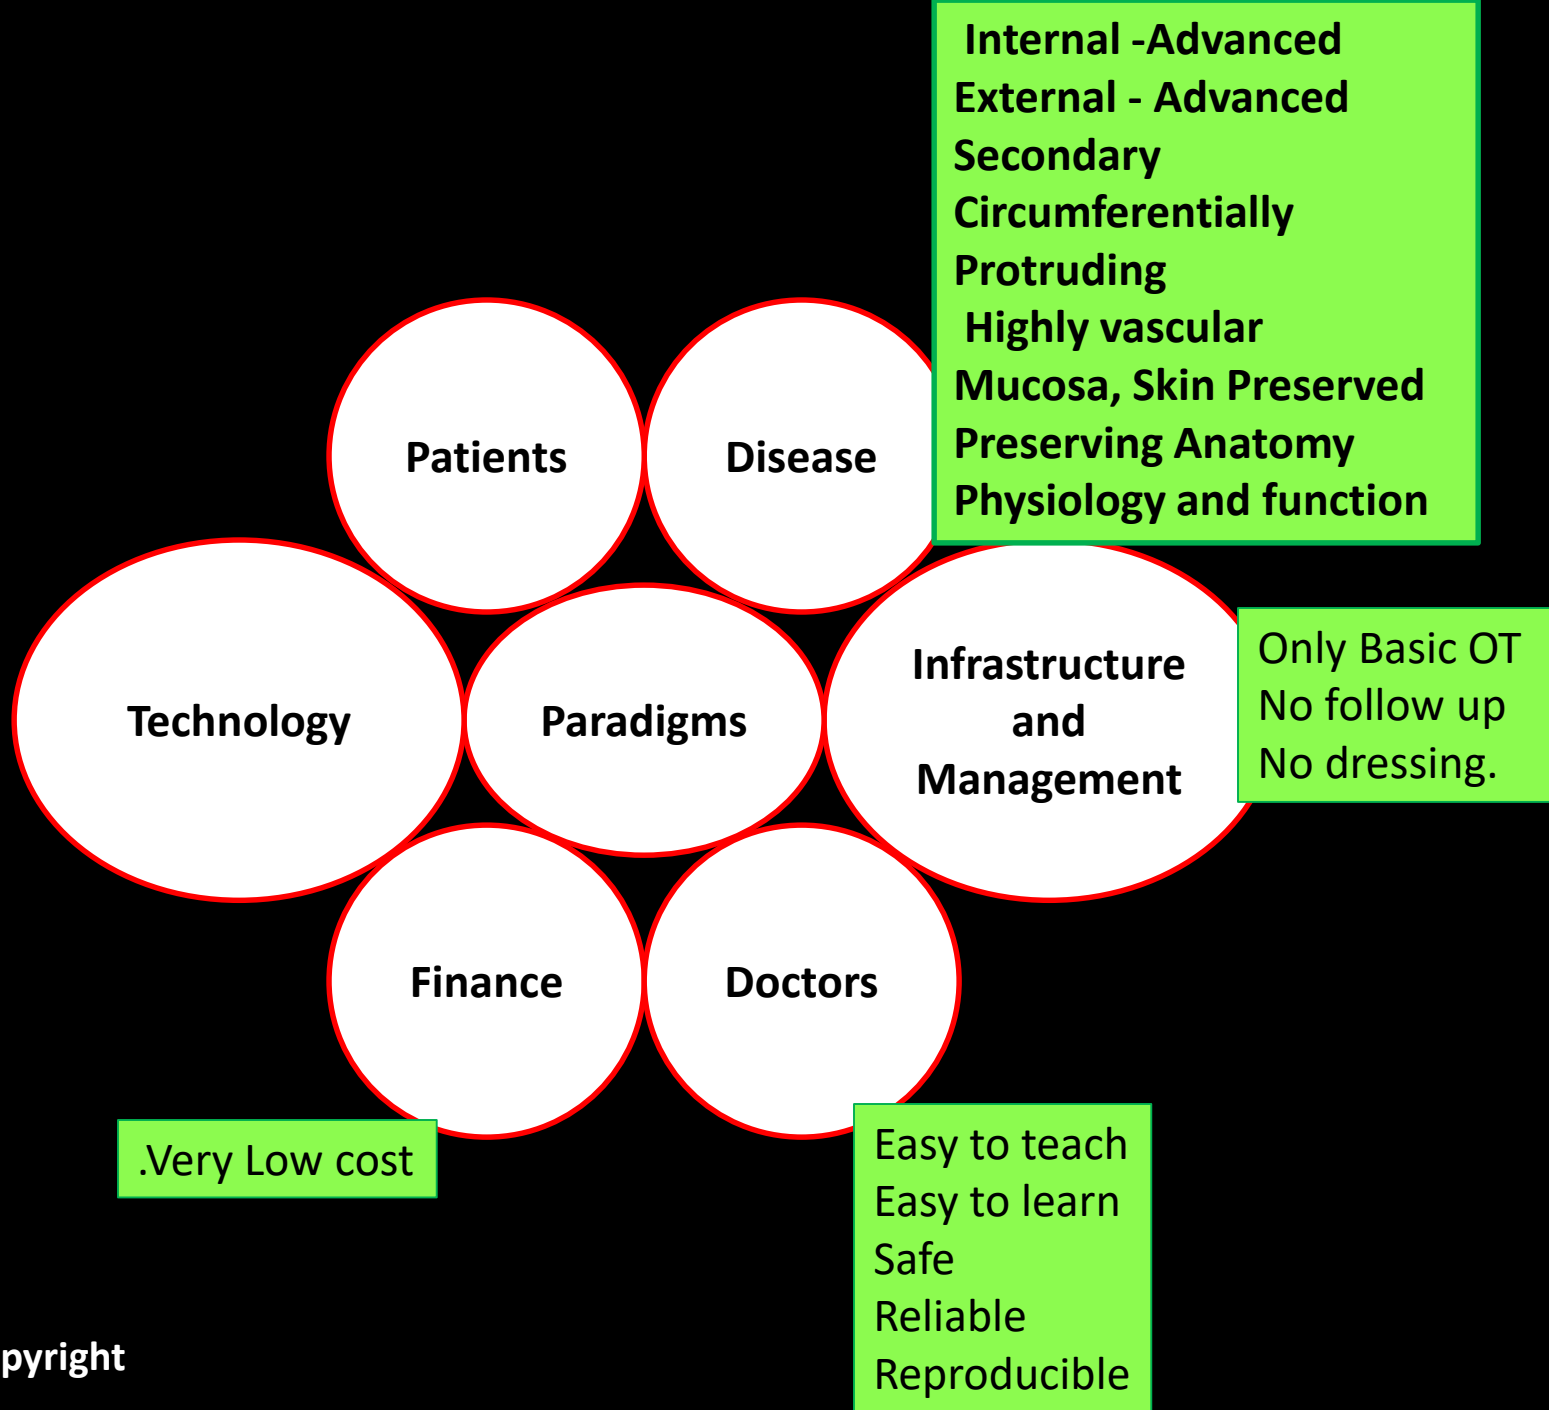 Internal -Advanced
External - Advanced
Secondary
Circumferentially
Protruding
Highly vascular
Mucosa, Skin Preserved
Preserving Anatomy
Physiology and function
Patients
Disease
Technology
Paradigms
Infrastructure
and
Management
Only Basic OT
No follow up
No dressing.
Finance
Doctors
.Very Low cost
Easy to teach
Easy to learn
Safe
Reliable
Reproducible
pyright